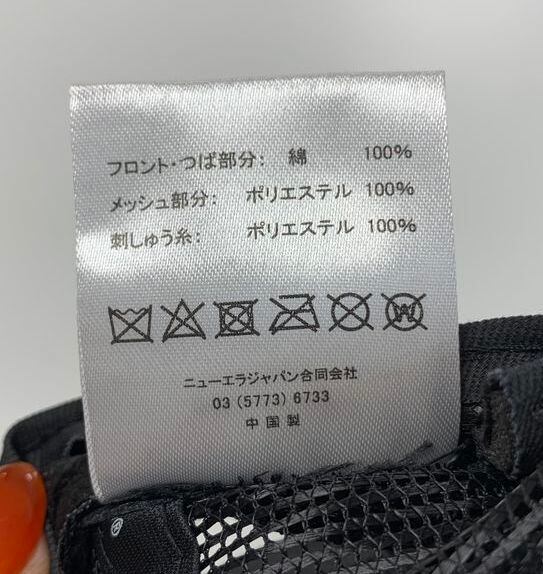 フロント・つば部分： 綿 100%
メッシュ部分： ポリエステル 100%
刺しゅう糸： ポリエステル 100%
W
ニューエラジャパン合同会社
03 (5773) 6733
中国製
®